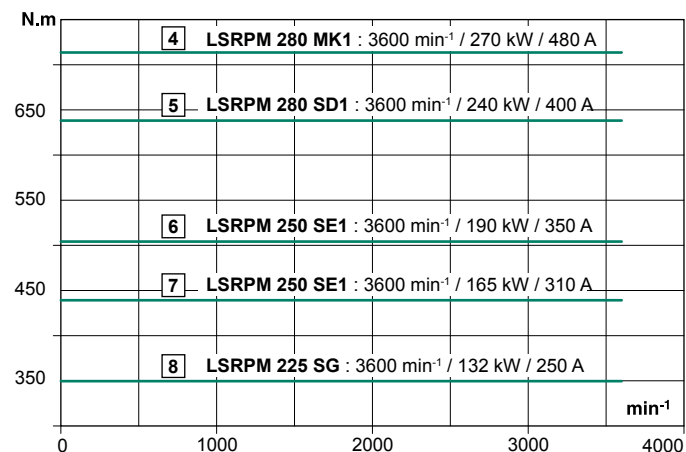 N.m
4 LSRPM 280 MK1 : 3600 min-1 / 270 kW / 480 A
5 LSRPM 280 SD1 : 3600 min-1 / 240 kW / 400 A
650
550
6 LSRPM 250 SE1 : 3600 min-1 / 190 kW / 350 A
7 LSRPM 250 SE1 : 3600 min-1 / 165 kW / 310 A
450
8 LSRPM 225 SG : 3600 min-1 / 132 kW / 250 A
350
min-1
0 1000 2000 3000 4000